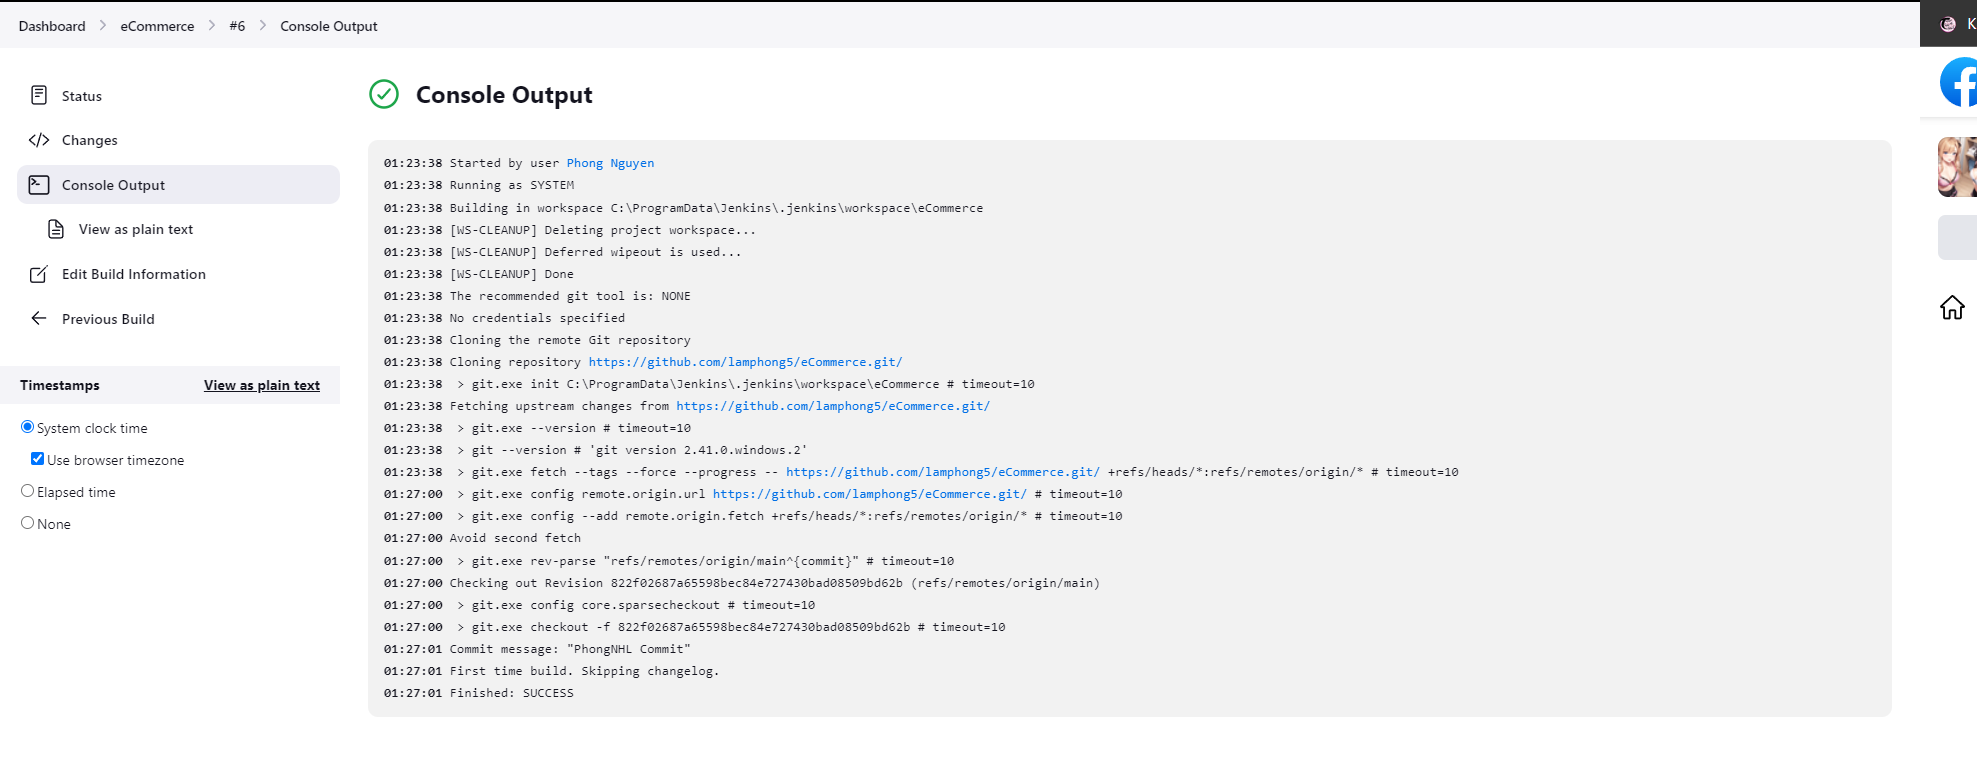 Dashboard > eCommerce > #6 > Console Output
K
Status
Changes
Console Output
View as plain text
Edit Build Information
Previous Build
Timestamps View as plain text
System clock time
Use browser timezone
Elapsed time
None
Console Output
01:23:38 Started by user Phong Nguyen
01:23:38 Running as SYSTEM
01:23:38 Building in workspace C:\ProgramData\Jenkins\.jenkins\workspace\eCommerce
01:23:38 [WS-CLEANUP] Deleting project workspace...
01:23:38 [WS-CLEANUP] Deferred wipeout is used...
01:23:38 [WS-CLEANUP] Done
01:23:38 The recommended git tool is: NONE
01:23:38 No credentials specified
01:23:38 Cloning the remote Git repository
01:23:38 Cloning repository https://github.com/lamphong5/eCommerce.git/
01:23:38  > git.exe init C:\ProgramData\Jenkins\.jenkins\workspace\eCommerce # timeout=10
01:23:38 Fetching upstream changes from https://github.com/lamphong5/eCommerce.git/
01:23:38  > git.exe --version # timeout=10
01:23:38  > git --version # 'git version 2.41.0.windows.2'
01:23:38  > git.exe fetch --tags --force --progress -- https://github.com/lamphong5/eCommerce.git/ +refs/heads/*:refs/remotes/origin/* # timeout=10
01:27:00  > git.exe config remote.origin.url https://github.com/lamphong5/eCommerce.git/ # timeout=10
01:27:00  > git.exe config --add remote.origin.fetch +refs/heads/*:refs/remotes/origin/* # timeout=10
01:27:00 Avoid second fetch
01:27:00  > git.exe rev-parse "refs/remotes/origin/main^{commit}" # timeout=10
01:27:00 Checking out Revision 822f02687a65598bec84e727430bad08509bd62b (refs/remotes/origin/main)
01:27:00  > git.exe config core.sparsecheckout # timeout=10
01:27:00  > git.exe checkout -f 822f02687a65598bec84e727430bad08509bd62b # timeout=10
01:27:01 Commit message: "PhongNHL Commit"
01:27:01 First time build. Skipping changelog.
01:27:01 Finished: SUCCESS